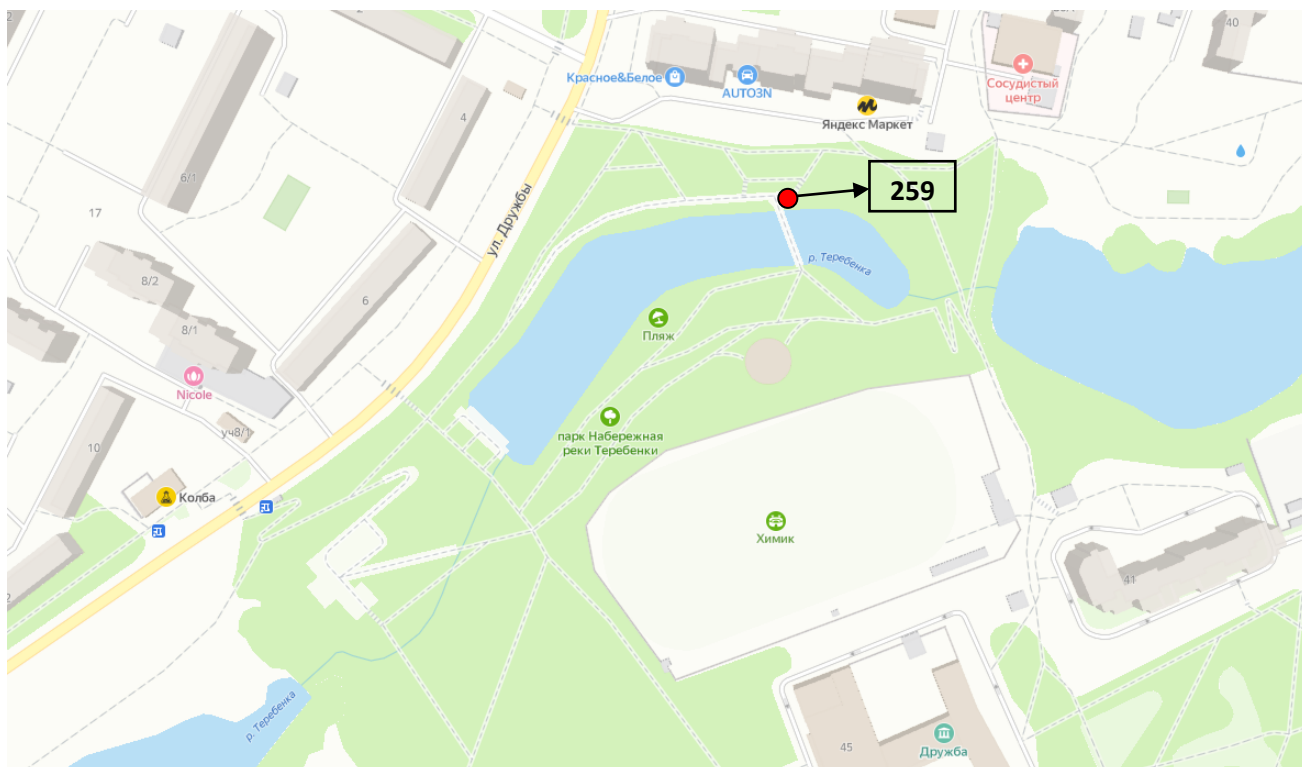 40
Сосудистый
центр
Красное&Белое
AUTO3N
Яндекс Маркет
4
6/1
259
17
ул. Дружбы
р. Теребенка
8/2
6
8/1
Пляж
Nicole
уч8/1
парк Набережная
реки Теребенки
10
Колба
Химик
41
р. Теребенка
45
Дружба